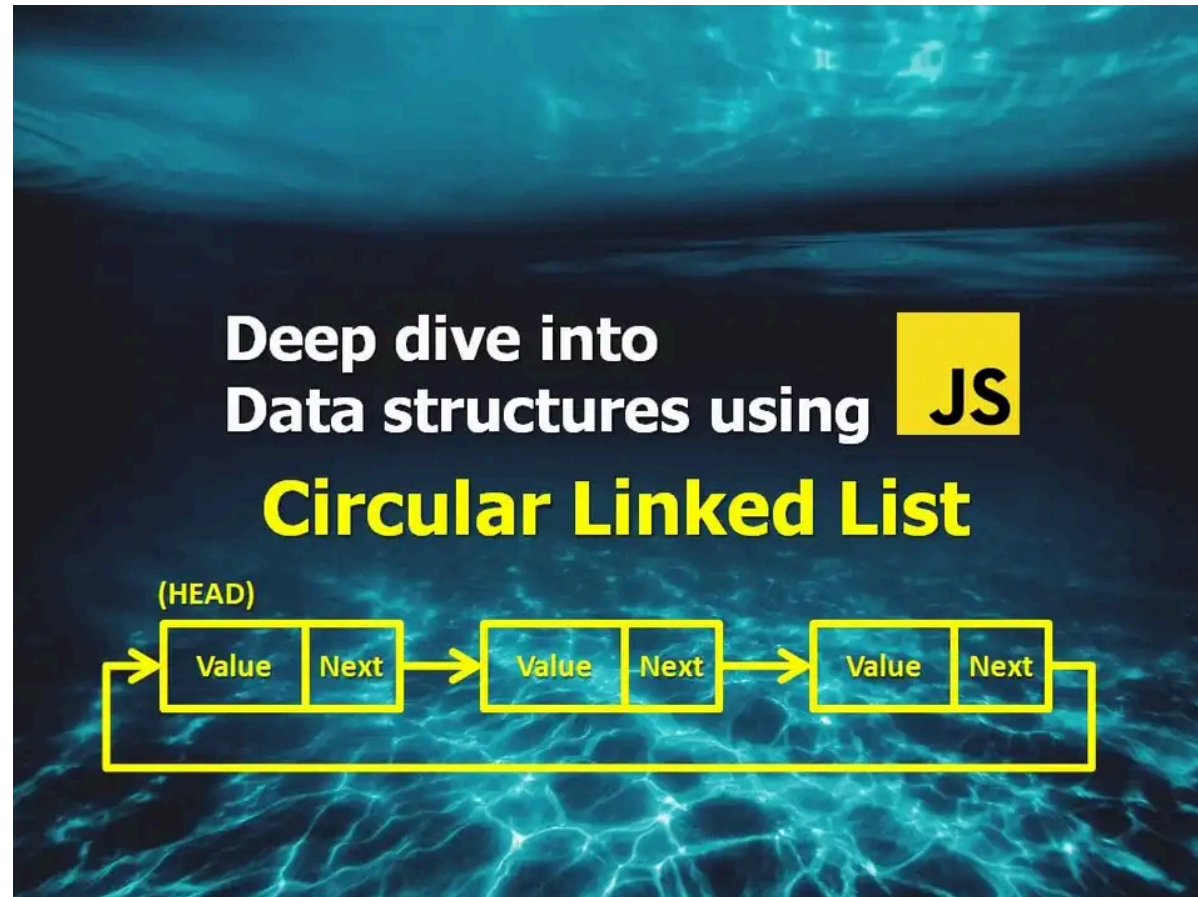 Deep dive into
Data structures using JS
Circular Linked List
(HEAD)
Value Next Value Next Value Next